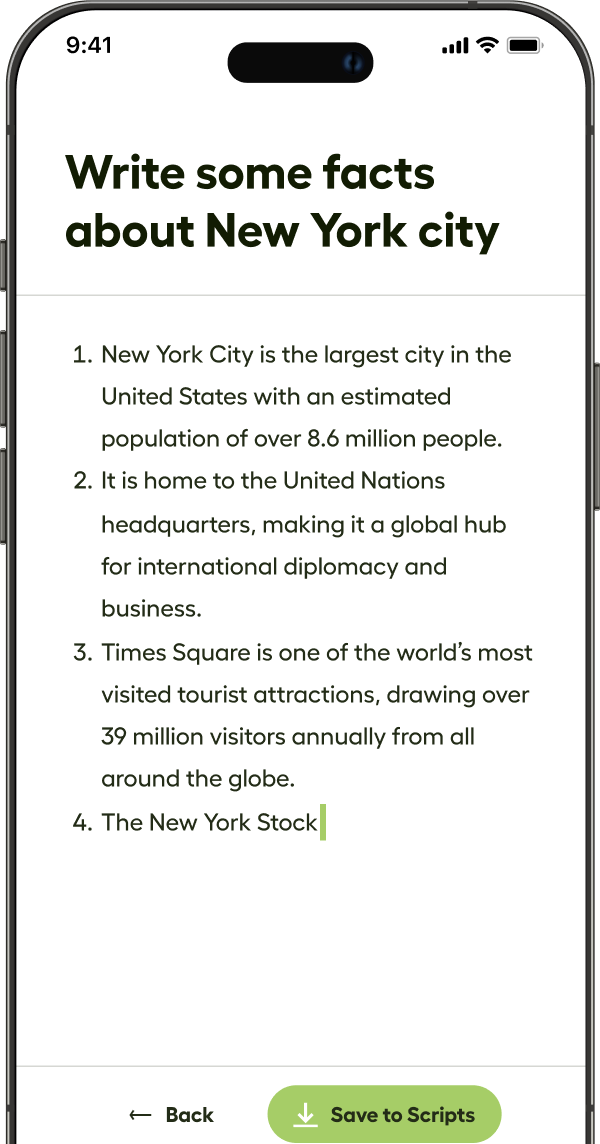 9:41
Write some facts
about New York city
1. New York City is the largest city in the
United States with an estimated
population of over 8.6 million people.
2. It is home to the United Nations
headquarters, making it a global hub
for international diplomacy and
business.
3. Times Square is one of the world’s most
visited tourist attractions, drawing over
39 million visitors annually from all
around the globe.
4. The New York Stock
← Back
Save to Scripts